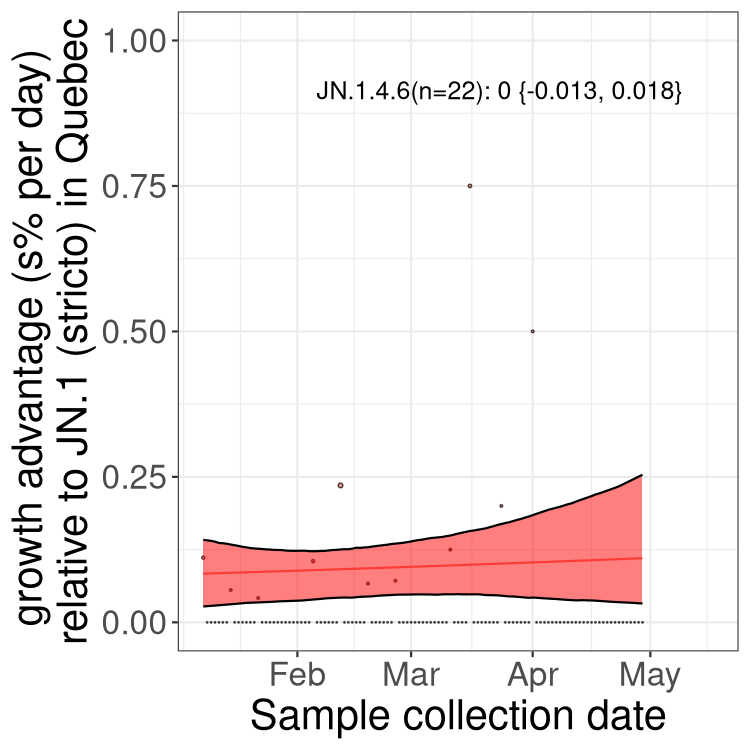 growth advantage (s% per day)
relative to JN.1 (stricto) in Quebec
1.00
0.75
0.50
0.25
0.00
JN.1.4.6(n=22): 0 {-0.013, 0.018}
Feb Mar Apr May
Sample collection date